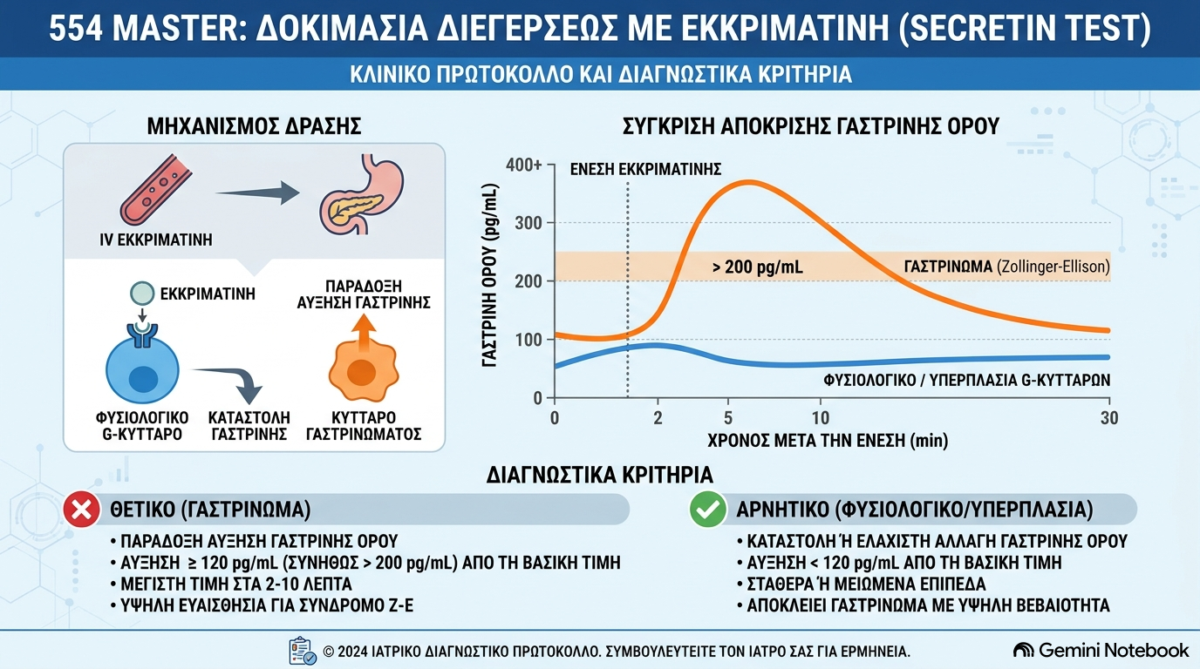 554 MASTER: ΔΟΚΙΜΑΣΙΑ ΔΙΕΓΕΡΣΕΩΣ ΜΕ ΕΚΚΡΙΜΑΤΙΝΗ (SECRETIN TEST)
ΚΛΙΝΙΚΟ ΠΡΩΤΟΚΟΛΛΟ ΚΑΙ ΔΙΑΓΝΩΣΤΙΚΑ ΚΡΙΤΗΡΙΑ
ΜΗΧΑΝΙΣΜΟΣ ΔΡΑΣΗΣ
IV ΕΚΚΡΙΜΑΤΙΝΗ
ΕΚΚΡΙΜΑΤΙΝΗ
ΠΑΡΑΔΟΞΗ
ΑΥΞΗΣΗ ΓΑΣΤΡΙΝΗΣ
ΦΥΣΙΟΛΟΓΙΚΟ
G-ΚΥΤΤΑΡΟ
ΚΑΤΑΣΤΟΛΗ
ΓΑΣΤΡΙΝΗΣ
ΚΥΤΤΑΡΟ
ΓΑΣΤΡΙΝΩΜΑΤΟΣ
ΣΥΓΚΡΙΣΗ ΑΠΟΚΡΙΣΗΣ ΓΑΣΤΡΙΝΗΣ ΟΡΟΥ
ΓΑΣΤΡΙΝΗ ΟΡΟΥ (pg/mL)
400+
300
200
100
0
ΕΝΕΣΗ ΕΚΚΡΙΜΑΤΙΝΗΣ
> 200 pg/mL
ΓΑΣΤΡΙΝΩΜΑ (Zollinger-Ellison)
ΦΥΣΙΟΛΟΓΙΚΟ / ΥΠΕΡΠΛΑΣΙΑ G-ΚΥΤΤΑΡΩΝ
0 2 5 10 30
ΧΡΟΝΟΣ ΜΕΤΑ ΤΗΝ ΕΝΕΣΗ (min)
ΔΙΑΓΝΩΣΤΙΚΑ ΚΡΙΤΗΡΙΑ
ΘΕΤΙΚΟ (ΓΑΣΤΡΙΝΩΜΑ)
• ΠΑΡΑΔΟΞΗ ΑΥΞΗΣΗ ΓΑΣΤΡΙΝΗΣ ΟΡΟΥ
• ΑΥΞΗΣΗ ≥ 120 pg/mL (ΣΥΝΗΘΩΣ > 200 pg/mL) ΑΠΟ ΤΗ ΒΑΣΙΚΗ ΤΙΜΗ
• ΜΕΓΙΣΤΗ ΤΙΜΗ ΣΤΑ 2-10 ΛΕΠΤΑ
• ΥΨΗΛΗ ΕΥΑΙΣΘΗΣΙΑ ΓΙΑ ΣΥΝΔΡΟΜΟ Ζ-Ε
ΑΡΝΗΤΙΚΟ (ΦΥΣΙΟΛΟΓΙΚΟ/ΥΠΕΡΠΛΑΣΙΑ)
• ΚΑΤΑΣΤΟΛΗ Ή ΕΛΑΧΙΣΤΗ ΑΛΛΑΓΗ ΓΑΣΤΡΙΝΗΣ ΟΡΟΥ
• ΑΥΞΗΣΗ < 120 pg/mL ΑΠΟ ΤΗ ΒΑΣΙΚΗ ΤΙΜΗ
• ΣΤΑΘΕΡΑ Ή ΜΕΙΩΜΕΝΑ ΕΠΙΠΕΔΑ
• ΑΠΟΚΛΕΙΕΙ ΓΑΣΤΡΙΝΩΜΑ ΜΕ ΥΨΗΛΗ ΒΕΒΑΙΟΤΗΤΑ
© 2024 ΙΑΤΡΙΚΟ ΔΙΑΓΝΩΣΤΙΚΟ ΠΡΩΤΟΚΟΛΛΟ. ΣΥΜΒΟΥΛΕΥΤΕΙΤΕ ΤΟΝ ΙΑΤΡΟ ΣΑΣ ΓΙΑ ΕΡΜΗΝΕΙΑ.
Gemini Notebook